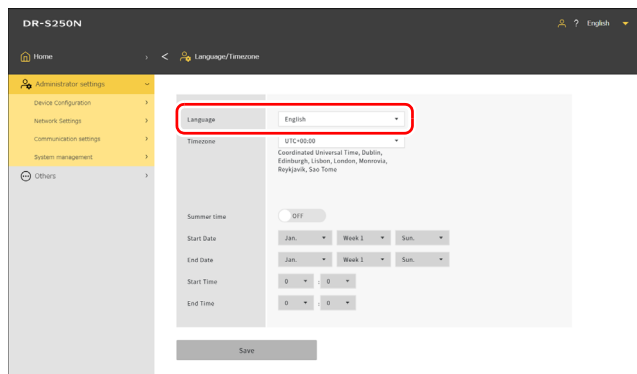 DR-S250N
? English
Home
< Language/Timezone
Administrator settings
Device Configuration
Network Settings
Communication settings
System management
Others
Language English
Timezone UTC+00:00
Coordinated Universal Time, Dublin,
Edinburgh, Lisbon, London, Monrovia,
Reykjavik, Sao Tome
Summer time OFF
Start Date Jan. Week 1 Sun.
End Date Jan. Week 1 Sun.
Start Time 0 : 0
End Time 0 : 0
Save